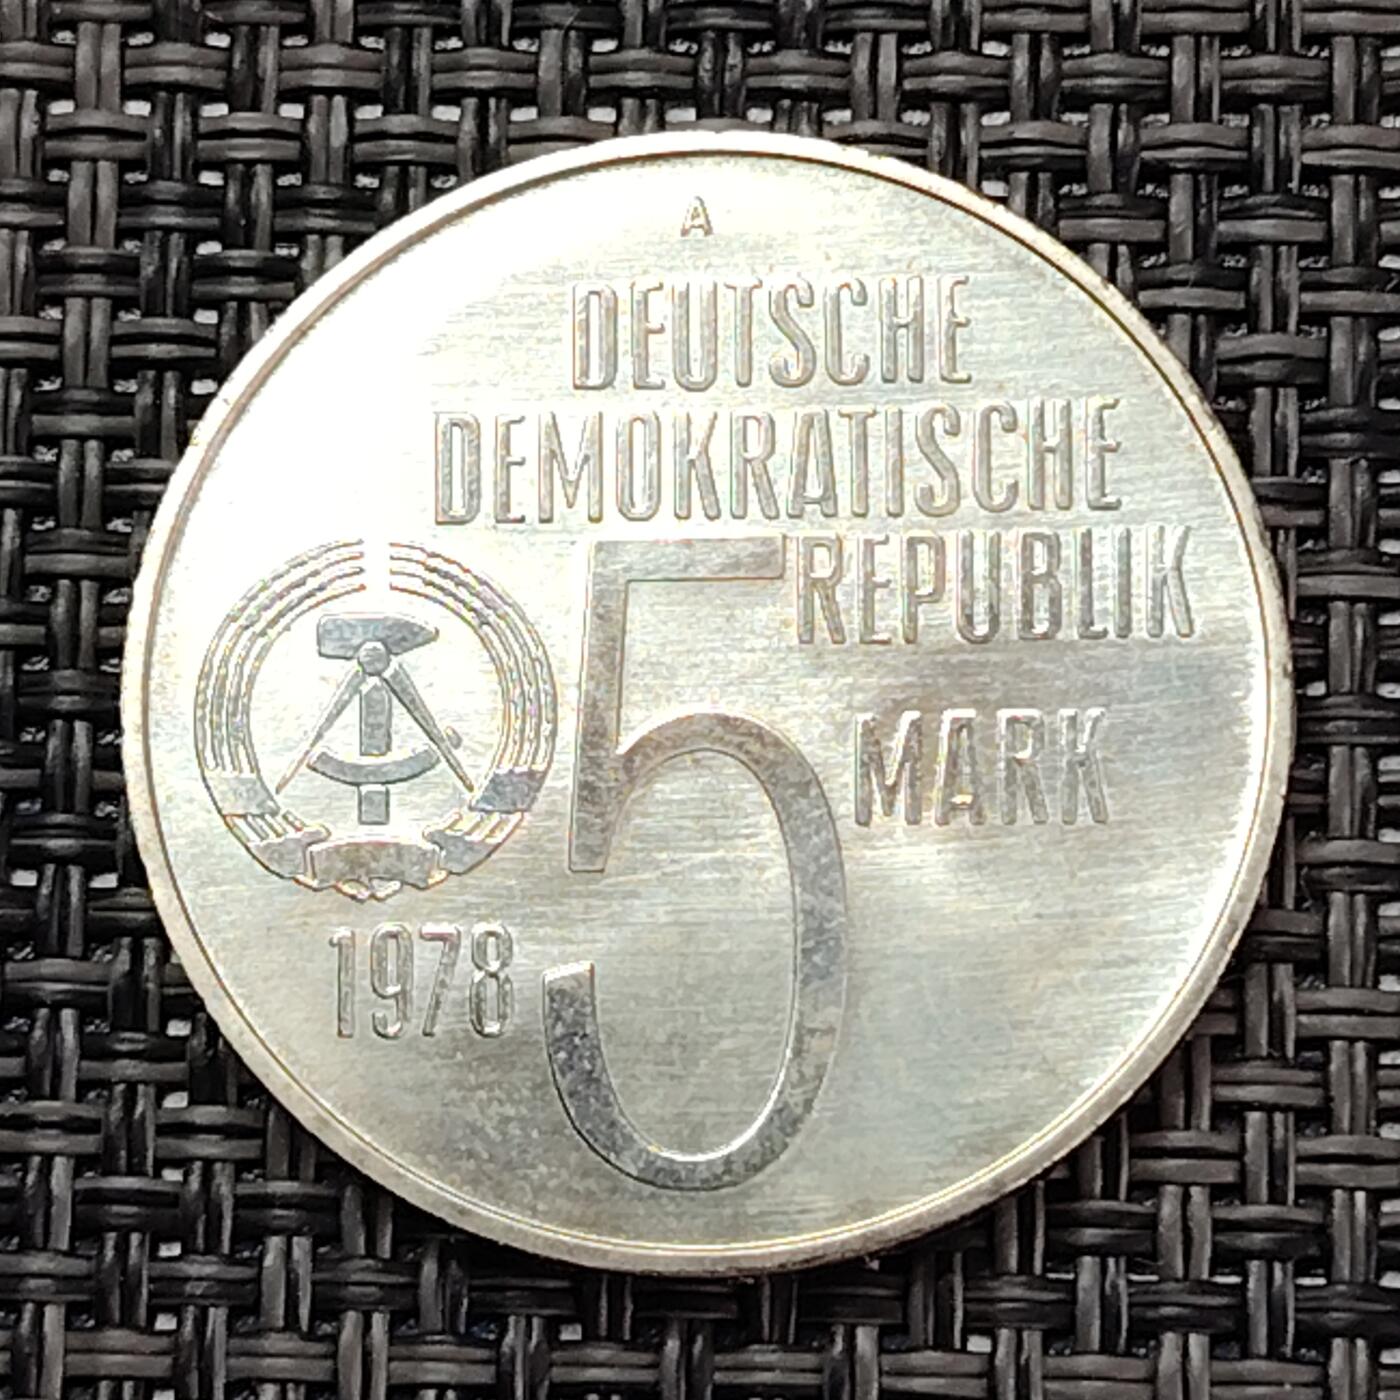 A
DEUTSCHE
DEMOKRATISCHE
REPUBLIK
5 MARK
1978